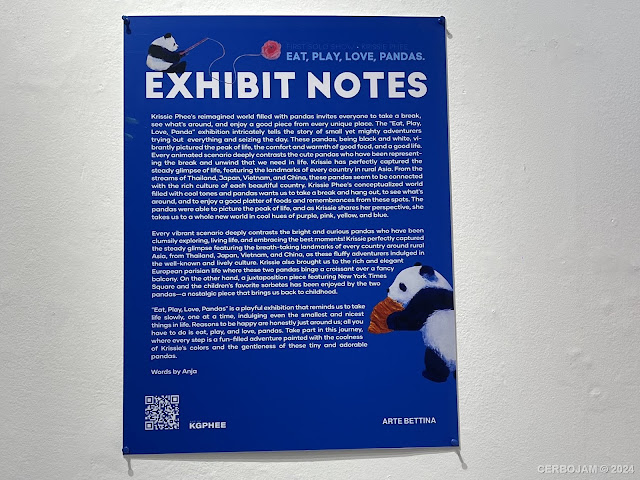 FIRST SOLO SHOW • KRISSIE PHEE
EAT, PLAY, LOVE, PANDAS.
EXHIBIT NOTES
Krissie Phee's reimagined world filled with pandas invites everyone to take a break,
see what's around, and enjoy a good piece from every unique place. The "Eat, Play,
Love, Panda" exhibition intricately tells the story of small yet mighty adventurers
trying out everything and seizing the day. These pandas, being black and white, vi-
brantly pictured the peak of life, the comfort and warmth of good food, and a good life.
Every animated scenario deeply contrasts the cute pandas who have been represent-
ing the break and unwind that we need in life. Krissie has perfectly captured the
steady glimpse of life, featuring the landmarks of every country in rural Asia. From the
streams of Thailand, Japan, Vietnam, and China, these pandas seem to be connected
with the rich culture of each beautiful country. Krissie Phee's conceptualized world
filled with cool tones and pandas wants us to take a break and hang out, to see what's
around, and to enjoy a good platter of foods and remembrances from these spots. The
pandas were able to picture the peak of life, and as Krissie shares her perspective, she
takes us to a whole new world in cool hues of purple, pink, yellow, and blue.
Every vibrant scenario deeply contrasts the bright and curious pandas who have been
clumsily exploring, living life, and embracing the best moments! Krissie perfectly captured
the steady glimpse featuring the breath-taking landmarks of every country around rural
Asia, from Thailand, Japan, Vietnam, and China, as these fluffy adventurers indulged in
the well-known and lively culture. Krissie also brought us to the rich and elegant
European parisian life where these two pandas binge a croissant over a fancy
balcony. On the other hand, a juxtaposition piece featuring New York Times
Square and the children's favorite sorbetes has been enjoyed by the two
pandas—a nostalgic piece that brings us back to childhood.
"Eat, Play, Love, Pandas" is a playful exhibition that reminds us to take
life slowly, one at a time, indulging even the smallest and nicest
things in life. Reasons to be happy are honestly just around us; all you
have to do is eat, play, and love, pandas. Take part in this journey,
where every step is a fun-filled adventure painted with the coolness
of Krissie's colors and the gentleness of these tiny and adorable
pandas.
Words by Anja
KGPHEE
ARTE BETTINA
CERBOJAM © 2024